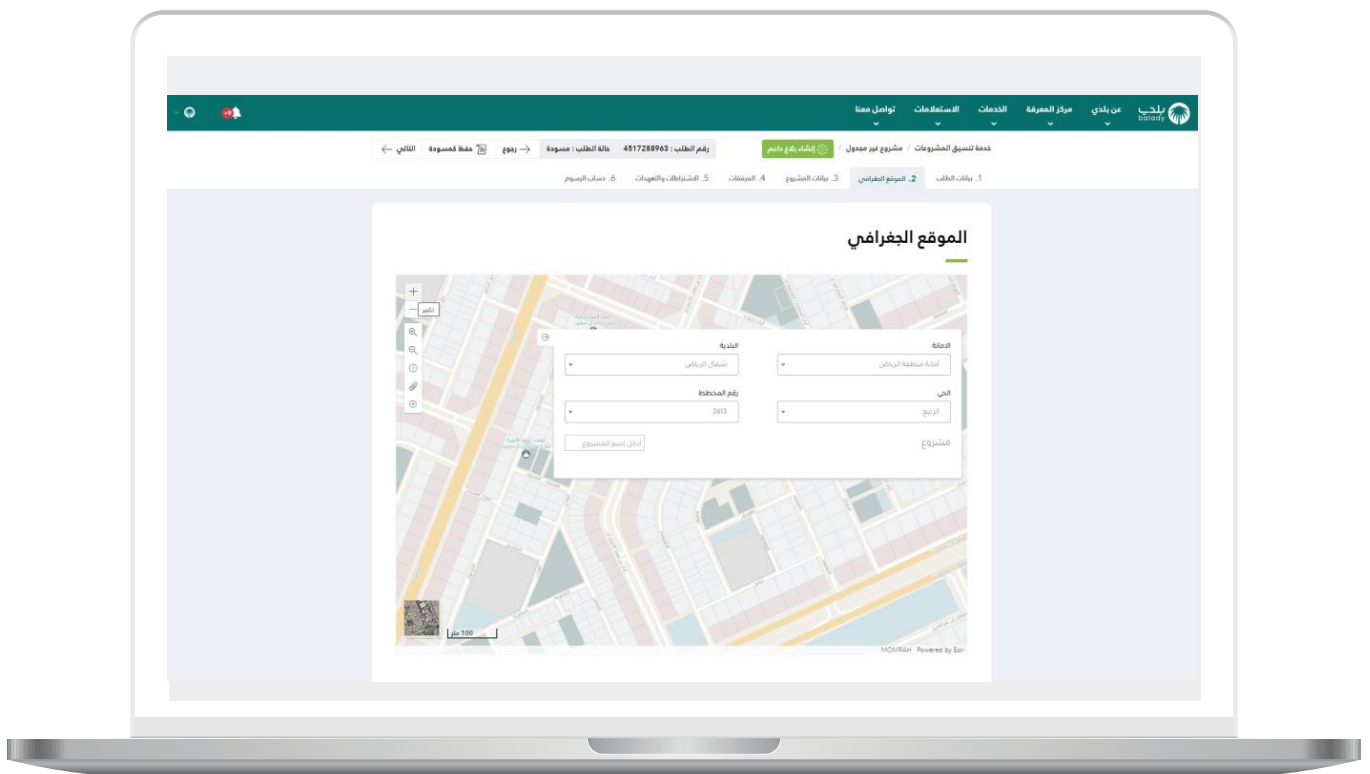 بلدي
balady
عن بلدي
مركز المعرفة
الخدمات
الاستعلامات
تواصل معنا
خدمة تنسيق المشروعات / مشروع غير مجدول / إنشاء بلاغ داعم
رقم الطلب : 4517288963
حالة الطلب : مسودة
رجوع
حفظ كمسودة
التالي
1. بيانات الطلب
2. الموقع الجغرافي
3. بيانات المشروع
4. المرفقات
5. الاشتراطات والتعهدات
6. حساب الرسوم
الموقع الجغرافي
تكبير
الامانة
البلدية
أمانة منطقة الرياض
شمال الرياض
الحي
رقم المخطط
الربيع
2413
مشروع
أدخل اسم المشروع
100 متر
MOMRAH Powered by Esri